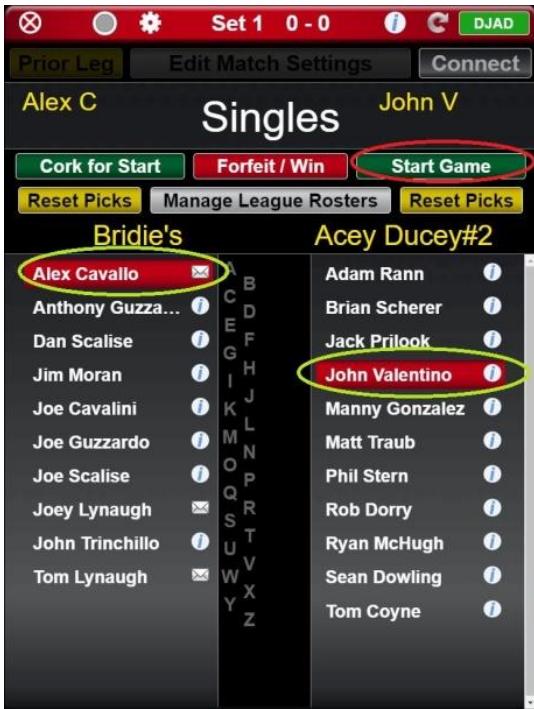 Set 1 0 - 0 DJAD
Prior Leg Edit Match Settings Connect
Alex C John V
Singles
Cork for Start Forfeit / Win Start Game
Reset Picks Manage League Rosters Reset Picks
Bridie's Acey Ducey#2
Alex Cavallo
Anthony Guzza...
Dan Scalise
Jim Moran
Joe Cavalini
Joe Guzzardo
Joe Scalise
Joey Lynaugh
John Trinchillo
Tom Lynaugh
A
B
C
D
E
F
G
H
I
J
K
L
M
N
O
P
Q
R
S
T
U
V
W
X
Y
Z
Adam Rann
Brian Scherer
Jack Prilook
John Valentino
Manny Gonzalez
Matt Traub
Phil Stern
Rob Dorry
Ryan McHugh
Sean Dowling
Tom Coyne